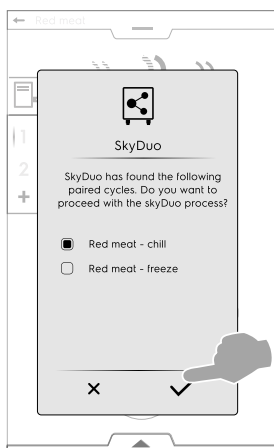 Red meat
SkyDuo
SkyDuo has found the following
paired cycles. Do you want to
proceed with the skyDuo process?
Red meat - chill
Red meat - freeze
1
2
+